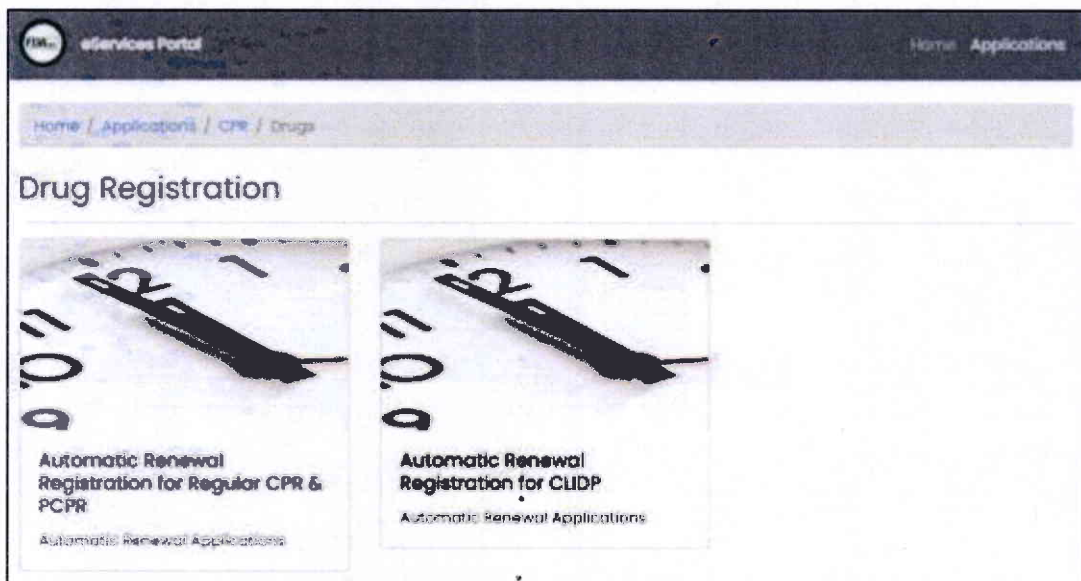 FDA
eServices Portal
Home Applications
Home / Applications / CPR / Drugs
Drug Registration
Automatic Renewal
Registration for Regular CPR &
PCPR
Automatic Renewal Applications
Automatic Renewal
Registration for CLIDP
Automatic Renewal Applications